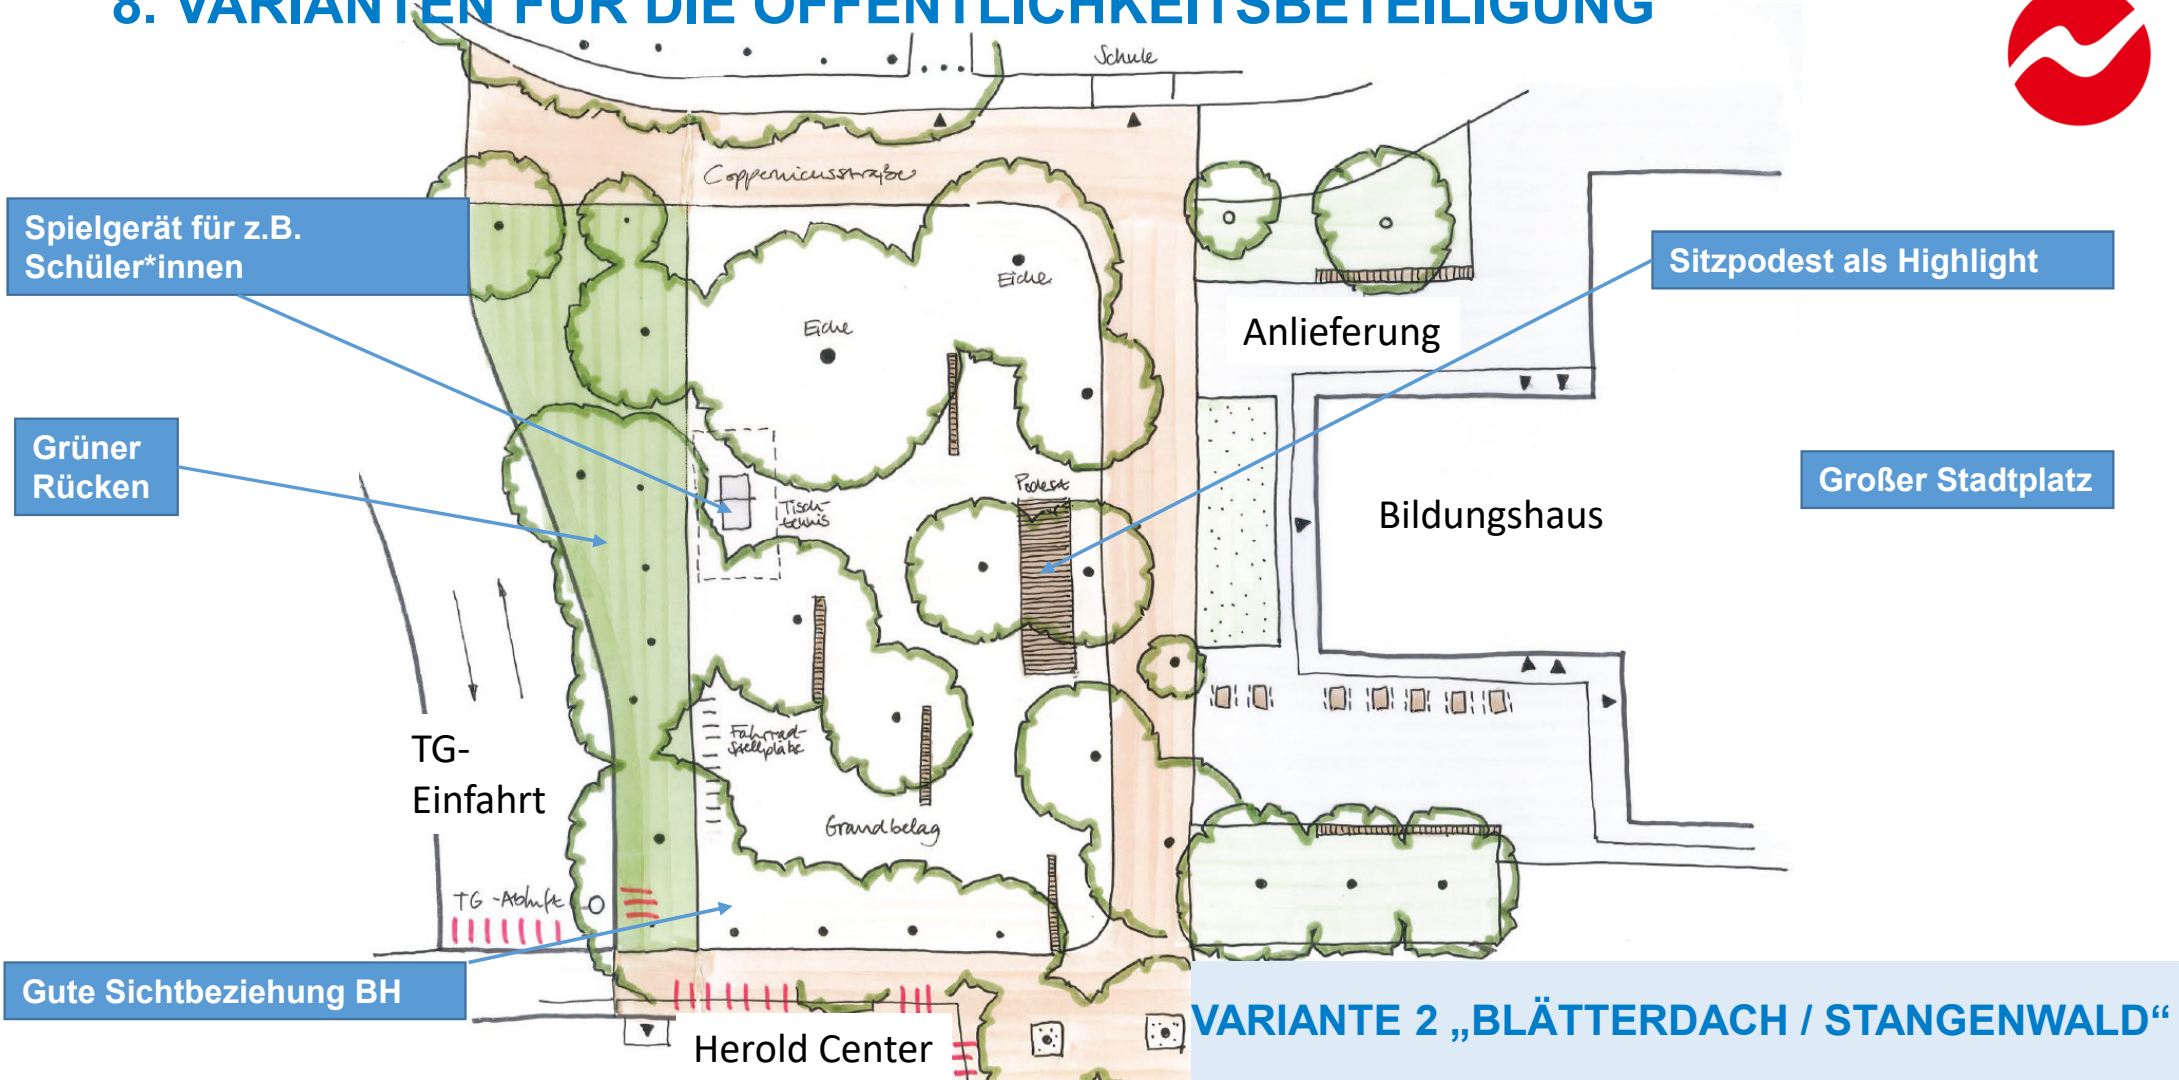 8. VARIANTEN FÜR DIE ÖFFENTLICHKEITSBETEILIGUNG
Schule
Coppernicusstraße
Spielgerät für z.B.
Schüler*innen
Sitzpodest als Highlight
Eiche
Eiche
Anlieferung
Grüner
Rücken
Podest
Tisch-
tennis
Großer Stadtplatz
Bildungshaus
Fahrrad-
stellplätze
TG-
Einfahrt
Grandbelag
TG-Abluft
Gute Sichtbeziehung BH
VARIANTE 2 „BLÄTTERDACH / STANGENWALD“
Herold Center